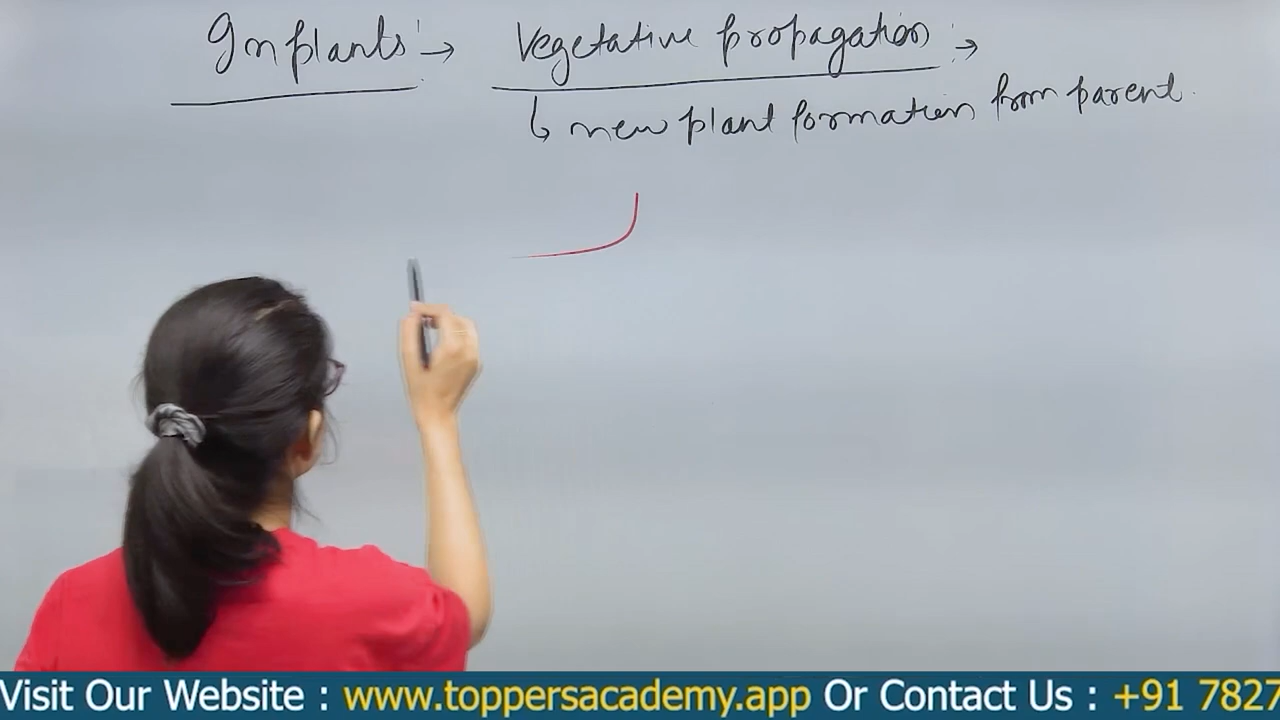 In plants :→ Vegetative propagation :→
↳ new plant formation from parent.
Visit Our Website : www.toppersacademy.app Or Contact Us : +91 7827